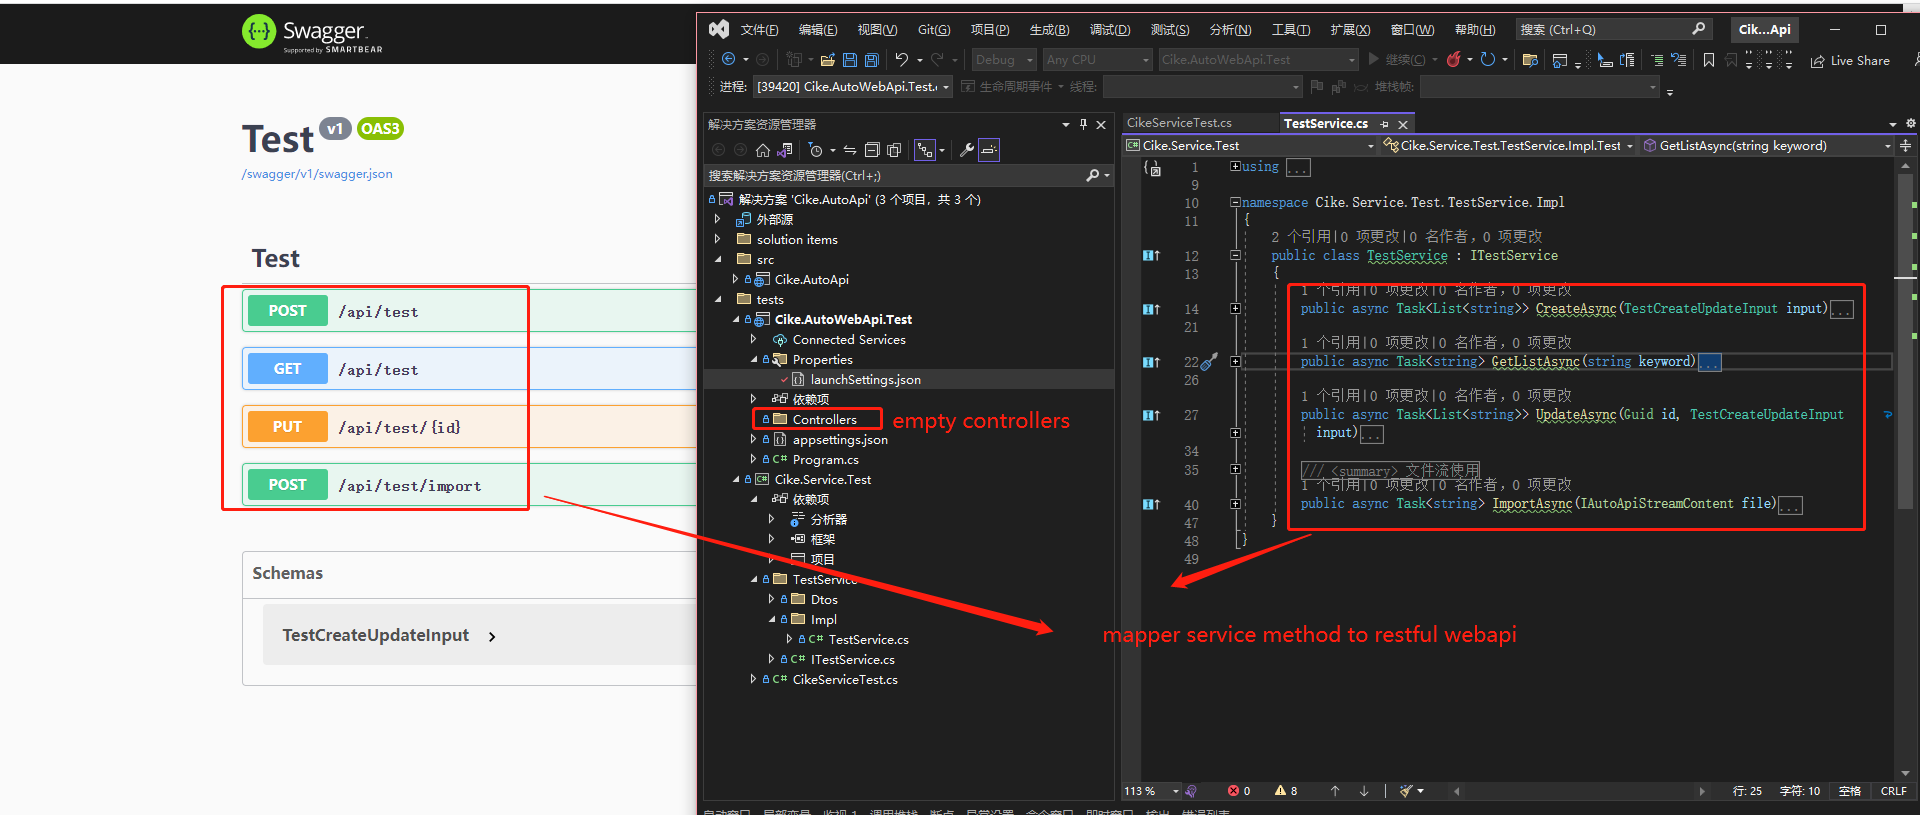 Swagger
Supported by SMARTBEAR
Test v1 OAS3
/swagger/v1/swagger.json
Test
POST /api/test
GET /api/test
PUT /api/test/{id}
POST /api/test/import
Schemas
TestCreateUpdateInput
文件(F) 编辑(E) 视图(V) Git(G) 项目(P) 生成(B) 调试(D) 测试(S) 分析(N) 工具(T) 扩展(X) 窗口(W) 帮助(H) 搜索 (Ctrl+Q) Cik...Api
Debug Any CPU Cike.AutoWebApi.Test 继续(C) Live Share
进程: [39420] Cike.AutoWebApi.Test. 生命周期事件 线程: 堆栈帧:
解决方案资源管理器
搜索解决方案资源管理器(Ctrl+;)
解决方案 'Cike.AutoApi' (3 个项目, 共 3 个)
外部源
solution items
src
Cike.AutoApi
tests
Cike.AutoWebApi.Test
Connected Services
Properties
launchSettings.json
依赖项
Controllers
empty controllers
appsettings.json
C# Program.cs
Cike.Service.Test
依赖项
分析器
框架
项目
TestService
Dtos
Impl
C# TestService.cs
C# ITestService.cs
C# CikeServiceTest.cs
CikeServiceTest.cs TestService.cs
Cike.Service.Test Cike.Service.Test.TestService.Impl.Test GetListAsync(string keyword)
1 using ...
9
10 namespace Cike.Service.Test.TestService.Impl
11 {
2 个引用|0 项更改|0 名作者, 0 项更改
12 public class TestService : ITestService
13 {
1 个引用|0 项更改|0 名作者, 0 项更改
14 public async Task<List<string>> CreateAsync(TestCreateUpdateInput input)...
21
1 个引用|0 项更改|0 名作者, 0 项更改
22 public async Task<string> GetListAsync(string keyword)...
26
1 个引用|0 项更改|0 名作者, 0 项更改
27 public async Task<List<string>> UpdateAsync(Guid id, TestCreateUpdateInput
input)...
34
35 /// <summary> 文件流使用
1 个引用|0 项更改|0 名作者, 0 项更改
40 public async Task<string> ImportAsync(IAutoApiStreamContent file)...
47 }
48 }
49
mapper service method to restful webapi
113 % 0 8 行: 25 字符: 10 空格 CRLF